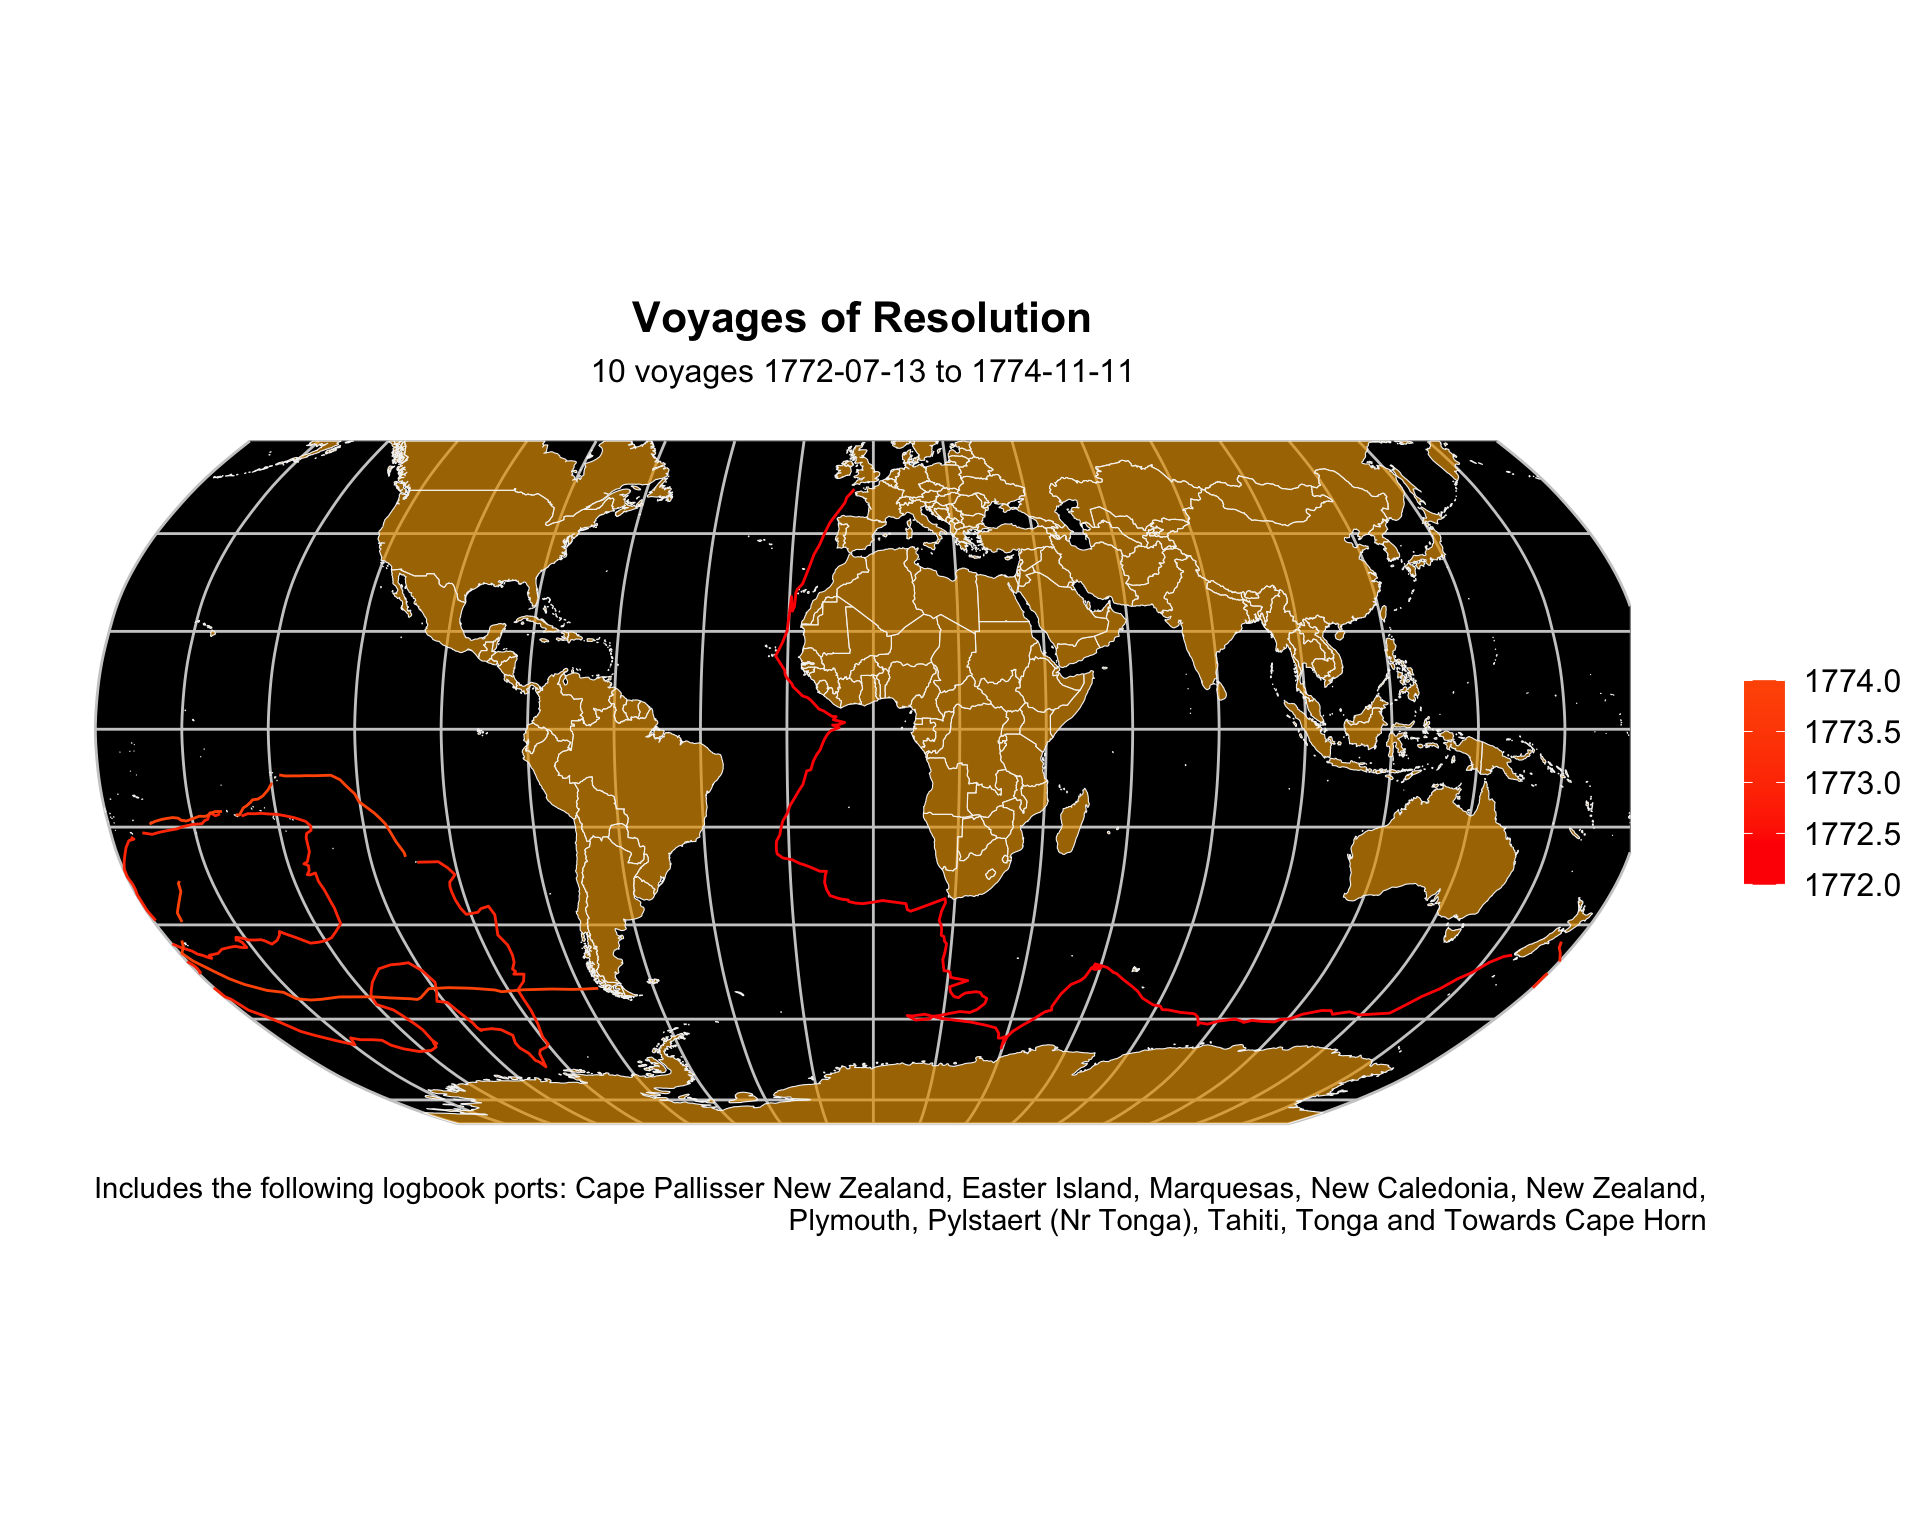 Voyages of Resolution
10 voyages 1772-07-13 to 1774-11-11
1774.0
1773.5
1773.0
1772.5
1772.0
Includes the following logbook ports: Cape Pallisser New Zealand, Easter Island, Marquesas, New Caledonia, New Zealand,
Plymouth, Pylstaert (Nr Tonga), Tahiti, Tonga and Towards Cape Horn